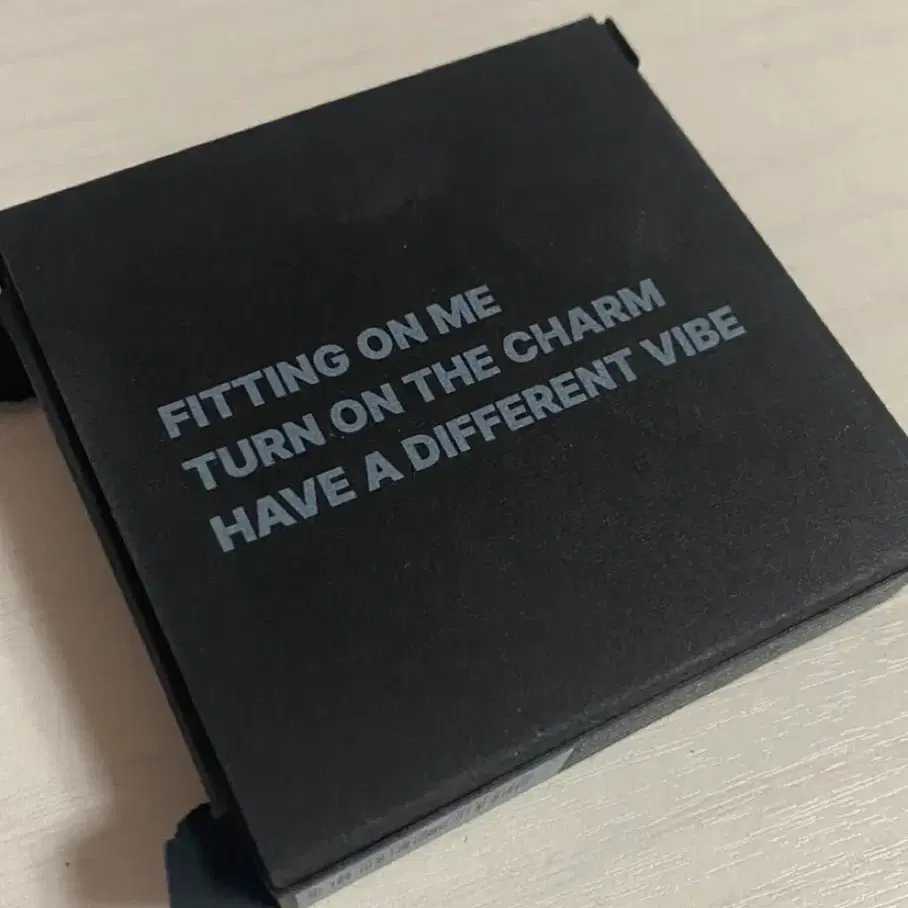 FITTING ON ME
TURN ON THE CHARM
HAVE A DIFFERENT VIBE